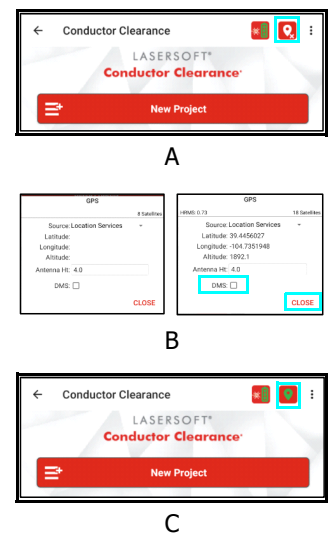 Conductor Clearance
LASERSOFT®
Conductor Clearance
New Project
A
GPS
8 Satellites
Source: Location Services
Latitude:
Longitude:
Altitude:
Antenna Ht: 4.0
DMS:
CLOSE
GPS
HRMS: 0.73 18 Satellites
Source: Location Services
Latitude: 39.4456027
Longitude: -104.7351948
Altitude: 1892.1
Antenna Ht: 4.0
DMS:
CLOSE
B
Conductor Clearance
LASERSOFT®
Conductor Clearance
New Project
C